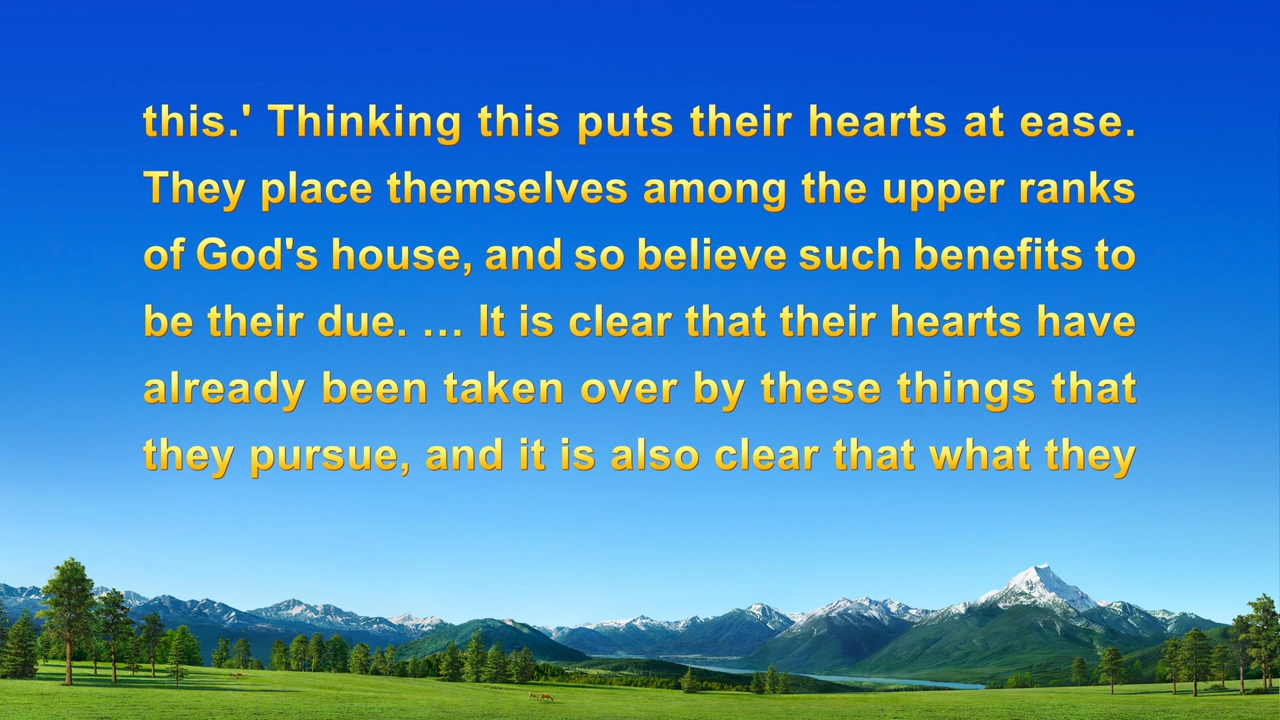 this.' Thinking this puts their hearts at ease.
They place themselves among the upper ranks
of God's house, and so believe such benefits to
be their due. … It is clear that their hearts have
already been taken over by these things that
they pursue, and it is also clear that what they